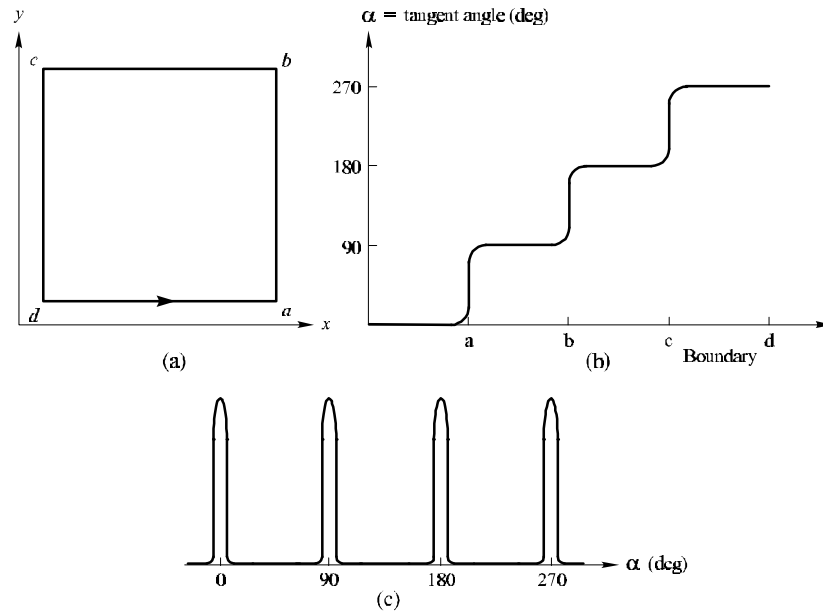 y
c
b
d
a
x
(a)
α = tangent angle (deg)
270
180
90
a b c d
Boundary
(b)
0 90 180 270
α (deg)
(c)